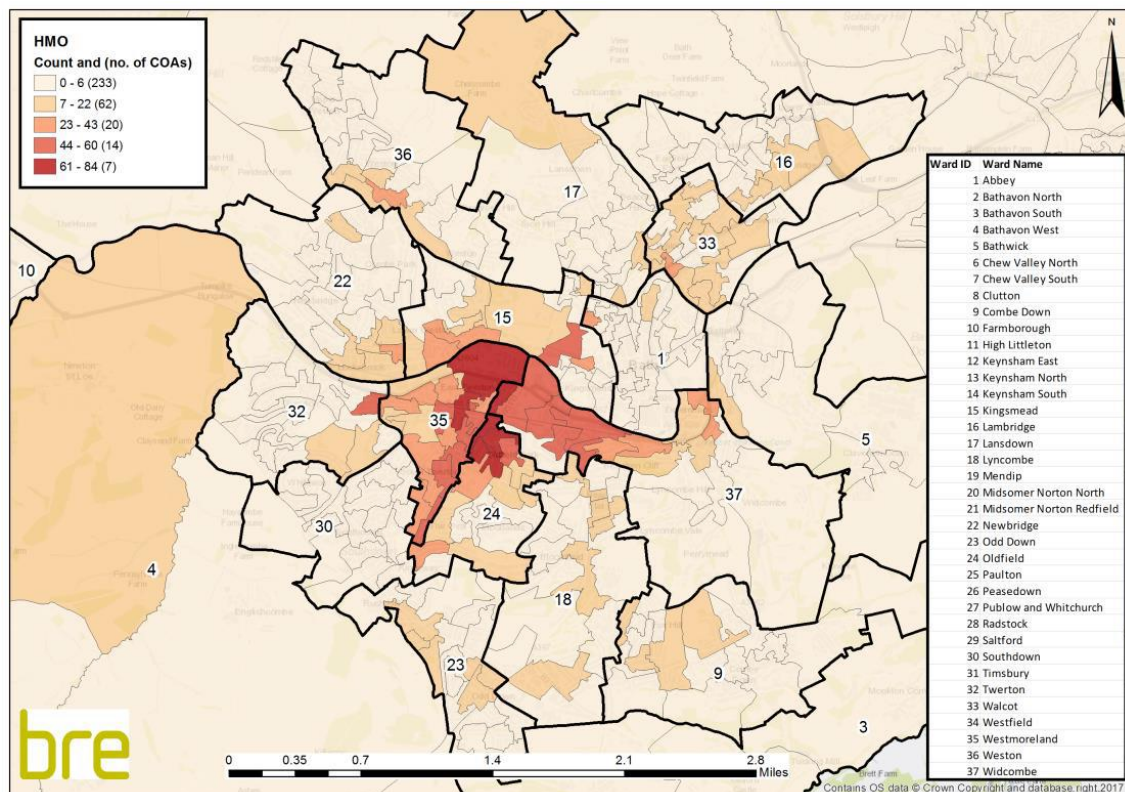 HMO
Count and (no. of COAs)
0 - 6 (233)
7 - 22 (62)
23 - 43 (20)
44 - 60 (14)
61 - 84 (7)
N
36
17
16
33
10
22
15
1
32
35
5
24
37
30
4
18
23
9
3
Ward ID Ward Name
1 Abbey
2 Bathavon North
3 Bathavon South
4 Bathavon West
5 Bathwick
6 Chew Valley North
7 Chew Valley South
8 Clutton
9 Combe Down
10 Farmborough
11 High Littleton
12 Keynsham East
13 Keynsham North
14 Keynsham South
15 Kingsmead
16 Lambridge
17 Lansdown
18 Lyncombe
19 Mendip
20 Midsomer Norton North
21 Midsomer Norton Redfield
22 Newbridge
23 Odd Down
24 Oldfield
25 Paulton
26 Peasedown
27 Publow and Whitchurch
28 Radstock
29 Saltford
30 Southdown
31 Timsbury
32 Twerton
33 Walcot
34 Westfield
35 Westmoreland
36 Weston
37 Widcombe
bre
0 0.35 0.7 1.4 2.1 2.8
Miles
Contains OS data © Crown Copyright and database right 2017